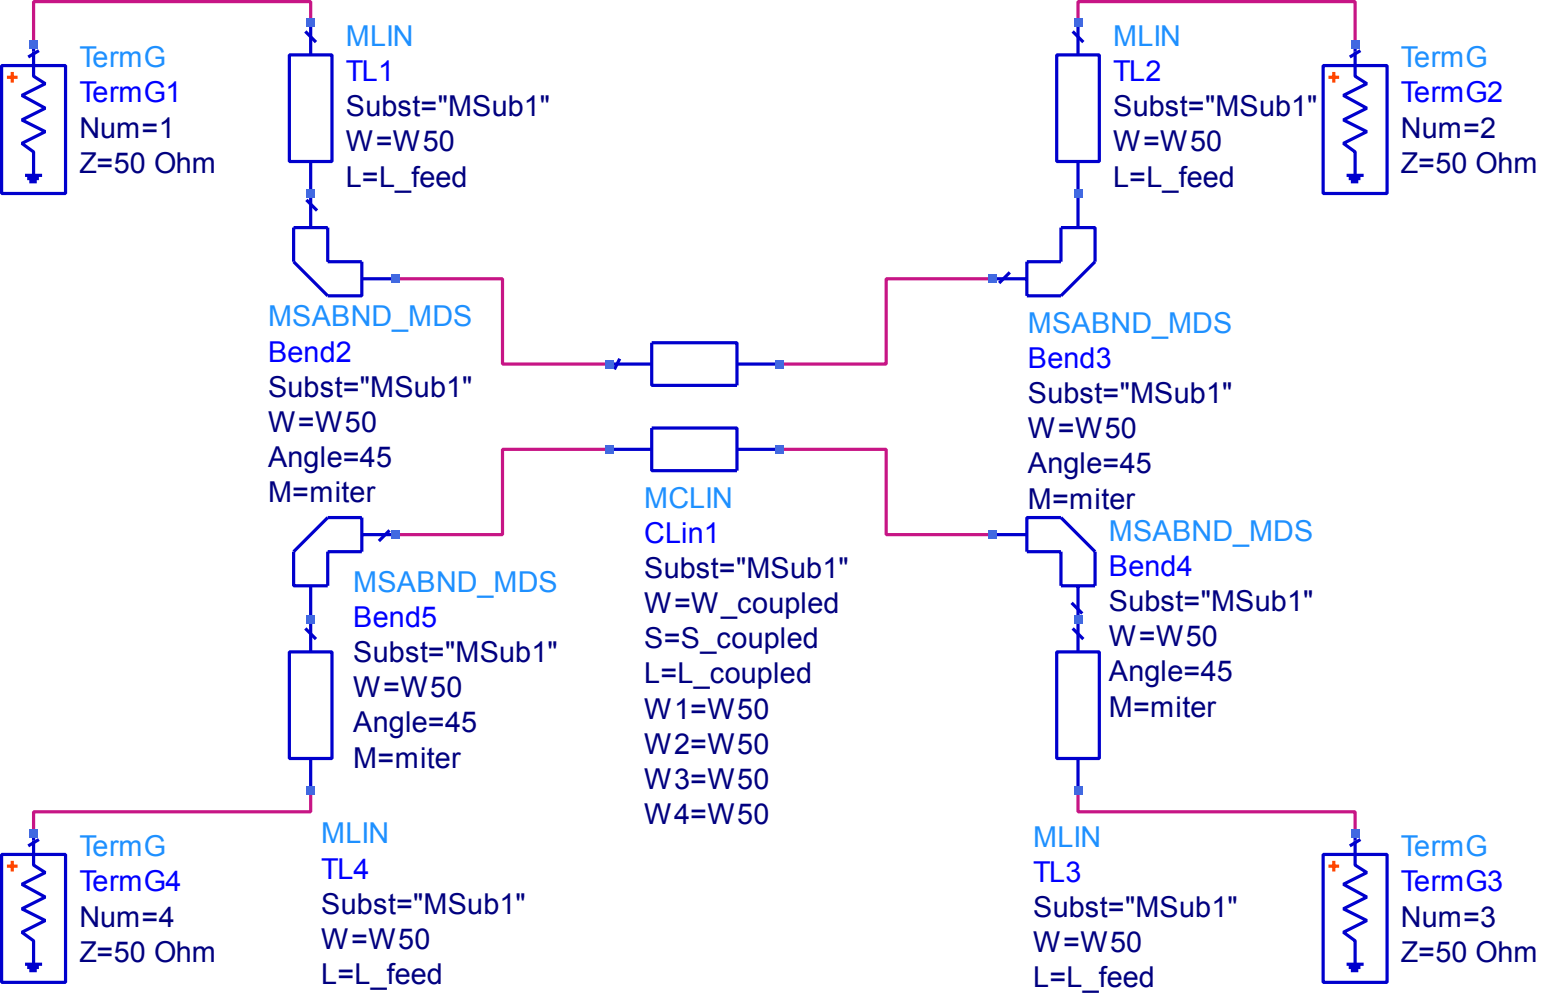 TermG
TermG1
Num=1
Z=50 Ohm
MLIN
TL1
Subst="MSub1"
W=W50
L=L_feed
MLIN
TL2
Subst="MSub1"
W=W50
L=L_feed
TermG
TermG2
Num=2
Z=50 Ohm
MSABND_MDS
Bend2
Subst="MSub1"
W=W50
Angle=45
M=miter
MSABND_MDS
Bend3
Subst="MSub1"
W=W50
Angle=45
M=miter
MCLIN
CLin1
Subst="MSub1"
W=W_coupled
S=S_coupled
L=L_coupled
W1=W50
W2=W50
W3=W50
W4=W50
MSABND_MDS
Bend5
Subst="MSub1"
W=W50
Angle=45
M=miter
MSABND_MDS
Bend4
Subst="MSub1"
W=W50
Angle=45
M=miter
TermG
TermG4
Num=4
Z=50 Ohm
MLIN
TL4
Subst="MSub1"
W=W50
L=L_feed
MLIN
TL3
Subst="MSub1"
W=W50
L=L_feed
TermG
TermG3
Num=3
Z=50 Ohm